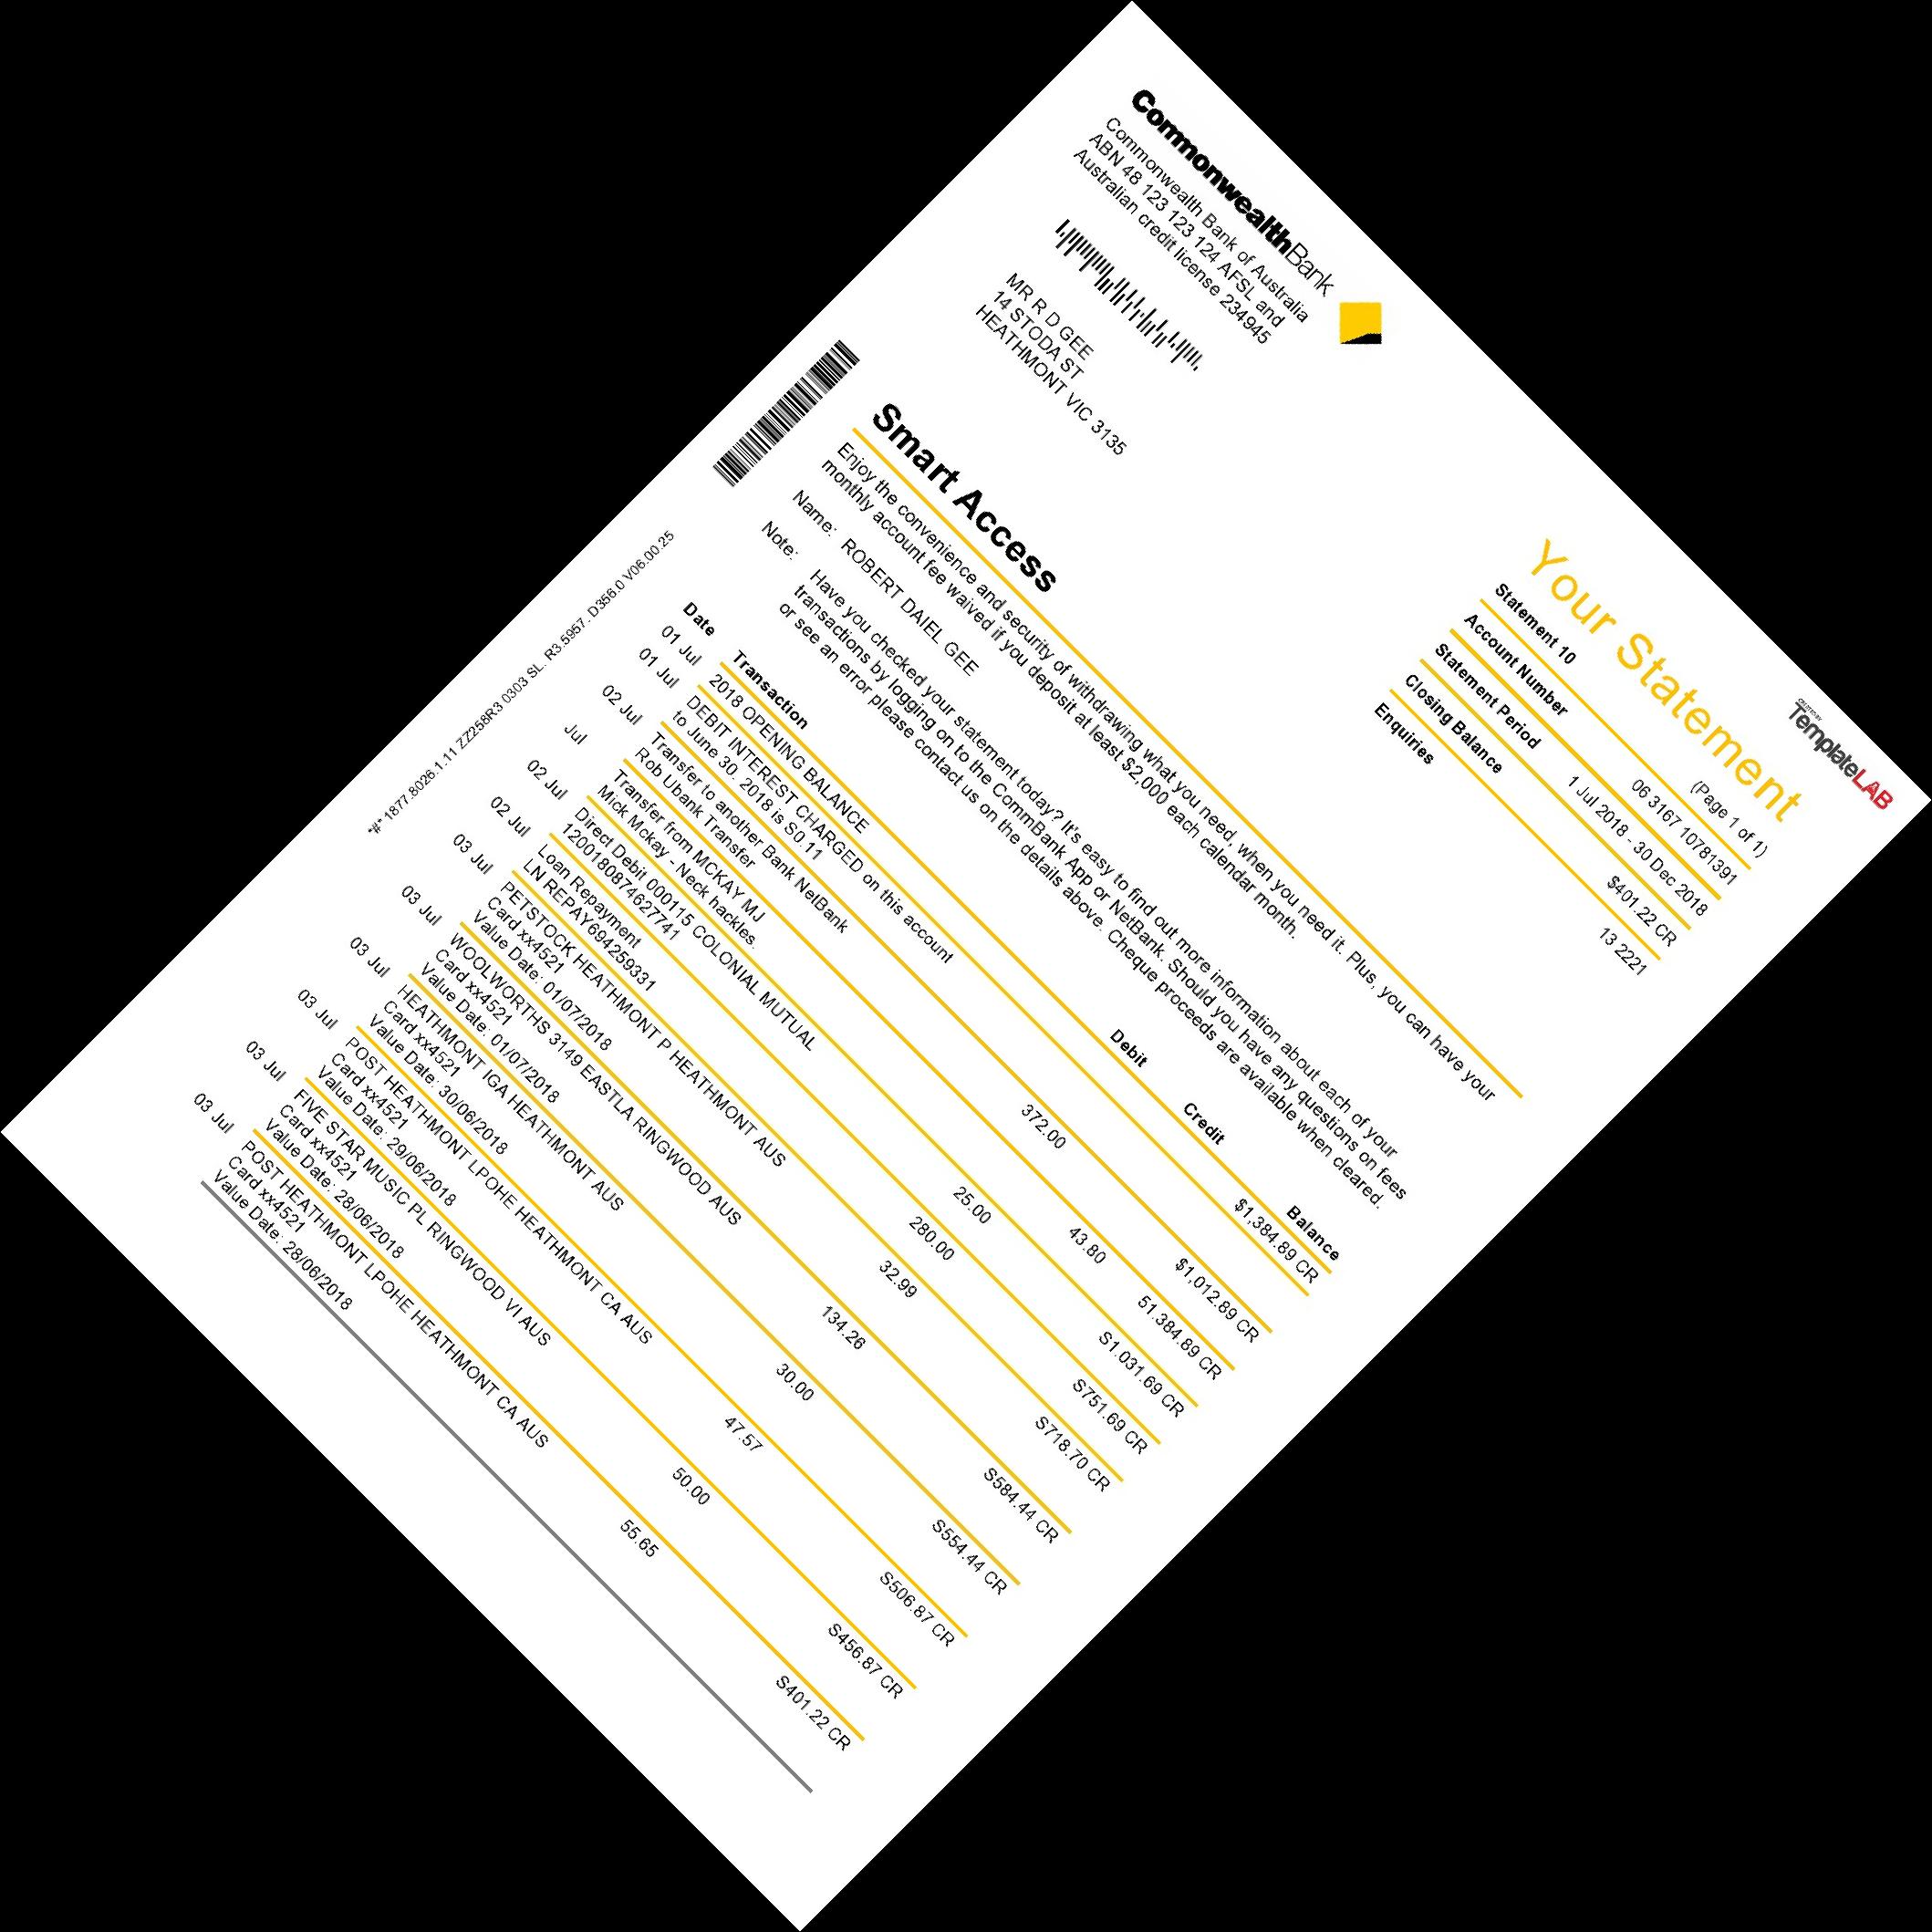 CREATED BY TemplateLAB
CommonwealthBank
Commonwealth Bank of Australia
ABN 48 123 123 124 AFSL and
Australian credit license 234945
Your Statement
Statement 10 (Page 1 of 1)
Account Number 06 3167 10781391
Statement Period 1 Jul 2018 - 30 Dec 2018
Closing Balance $401.22 CR
Enquiries 13 2221
MR R D GEE
14 STODA ST
HEATHMONT VIC 3135
Smart Access
Enjoy the convenience and security of withdrawing what you need, when you need it. Plus, you can have your
monthly account fee waived if you deposit at least $2,000 each calendar month.
Name: ROBERT DAIEL GEE
Note: Have you checked your statement today? It's easy to find out more information about each of your
transactions by logging on to the CommBank App or NetBank. Should you have any questions on fees
or see an error please contact us on the details above. Cheque proceeds are available when cleared.
Date Transaction Debit Credit Balance
01 Jul 2018 OPENING BALANCE $1,384.89 CR
01 Jul DEBIT INTEREST CHARGED on this account
to June 30. 2018 is S0.11
02 Jul Transfer to another Bank NetBank
Rob Ubank Transfer 372.00 $1,012.89 CR
Jul Transfer from MCKAY MJ
Mick Mckay - Neck hackles. 43.80 51.384.89 CR
02 Jul Direct Debit 000115 COLONIAL MUTUAL
1200180874627741 25.00 S1.031.69 CR
02 Jul Loan Repayment
LN REPAY694259331 280.00 S751.69 CR
03 Jul PETSTOCK HEATHMONT P HEATHMONT AUS
Card xx4521
Value Date: 01/07/2018 32.99 S718.70 CR
03 Jul WOOLWORTHS 3149 EASTLA RINGWOOD AUS
Card xx4521
Value Date: 01/07/2018 134.26 S584.44 CR
03 Jul HEATHMONT IGA HEATHMONT AUS
Card xx4521
Value Date: 30/06/2018 30.00 S554.44 CR
03 Jul POST HEATHMONT LPOHE HEATHMONT CA AUS
Card xx4521
Value Date: 29/06/2018 47.57 S506.87 CR
03 Jul FIVE STAR MUSIC PL RINGWOOD VI AUS
Card xx4521
Value Date: 28/06/2018 50.00 S456.87 CR
03 Jul POST HEATHMONT LPOHE HEATHMONT CA AUS
Card xx4521
Value Date: 28/06/2018 55.65 S401.22 CR
*#* 1877.8026.1.11 ZZ258R3 0303 SL. R3.5957. D356.0 V06.00.25